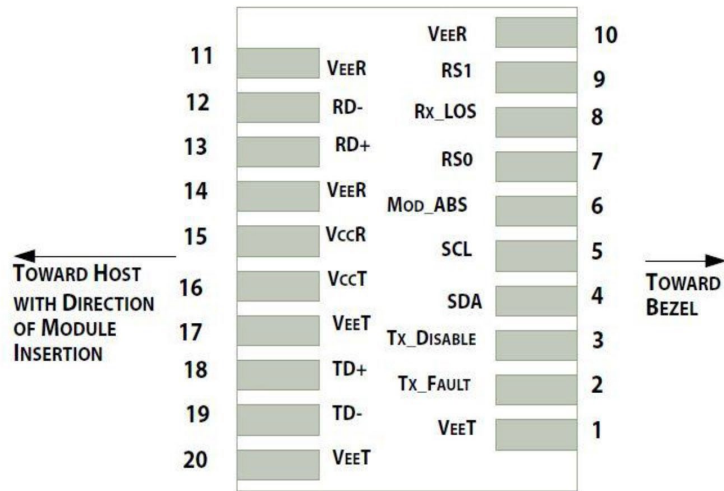 VEER 10
11 VEER
RS1 9
12 RD-
RX_LOS 8
13 RD+
RS0 7
14 VEER
MOD_ABS 6
15 VCCR
SCL 5
TOWARD HOST
WITH DIRECTION
OF MODULE
INSERTION
TOWARD
BEZEL
16 VCCT
SDA 4
17 VEET
TX_DISABLE 3
18 TD+
TX_FAULT 2
19 TD-
VEET 1
20 VEET